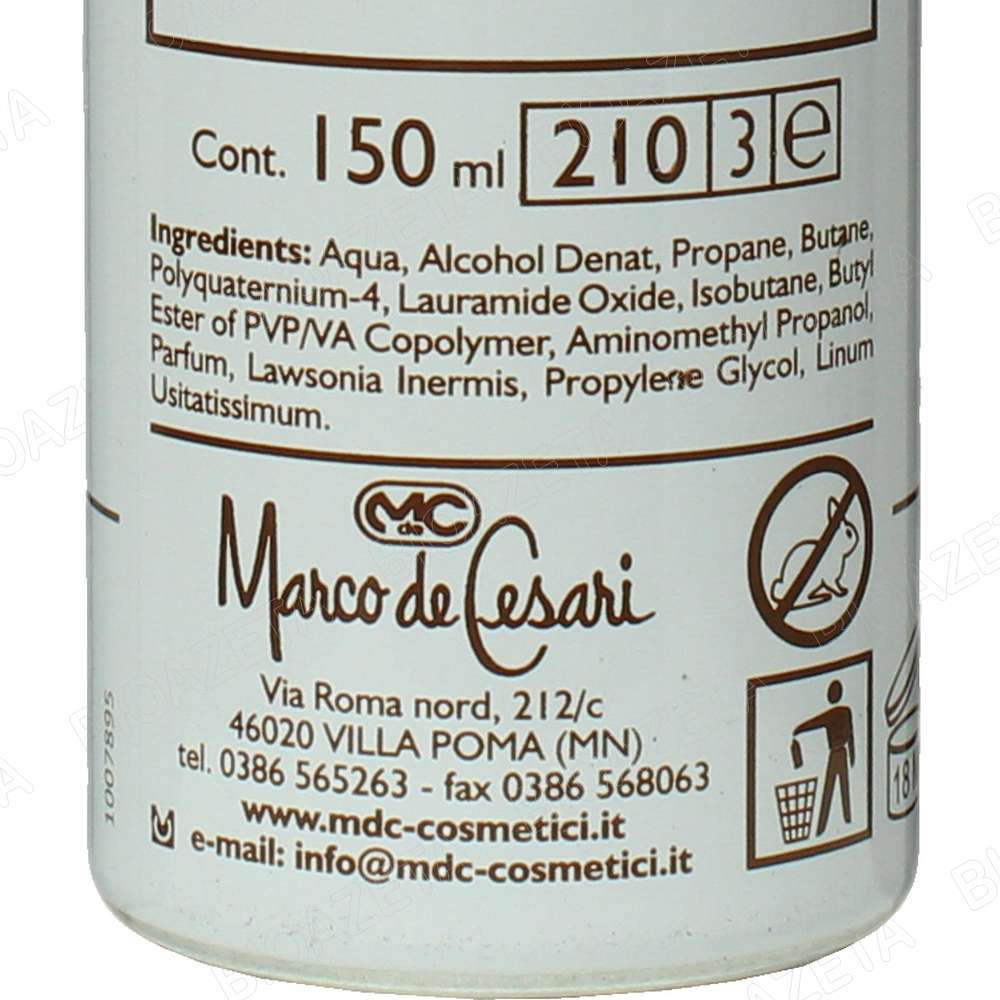 Cont. 150 ml 210 3 e
Ingredients: Aqua, Alcohol Denat, Propane, Butane,
Polyquaternium-4, Lauramide Oxide, Isobutane, Butyl
Ester of PVP/VA Copolymer, Aminomethyl Propanol,
Parfum, Lawsonia Inermis, Propylene Glycol, Linum
Usitatissimum.
MC
de
Marco de Cesari
Via Roma nord, 212/c
46020 VILLA POMA (MN)
tel. 0386 565263 - fax 0386 568063
www.mdc-cosmetici.it
e-mail: info@mdc-cosmetici.it
1007895
18
BIOAZETA